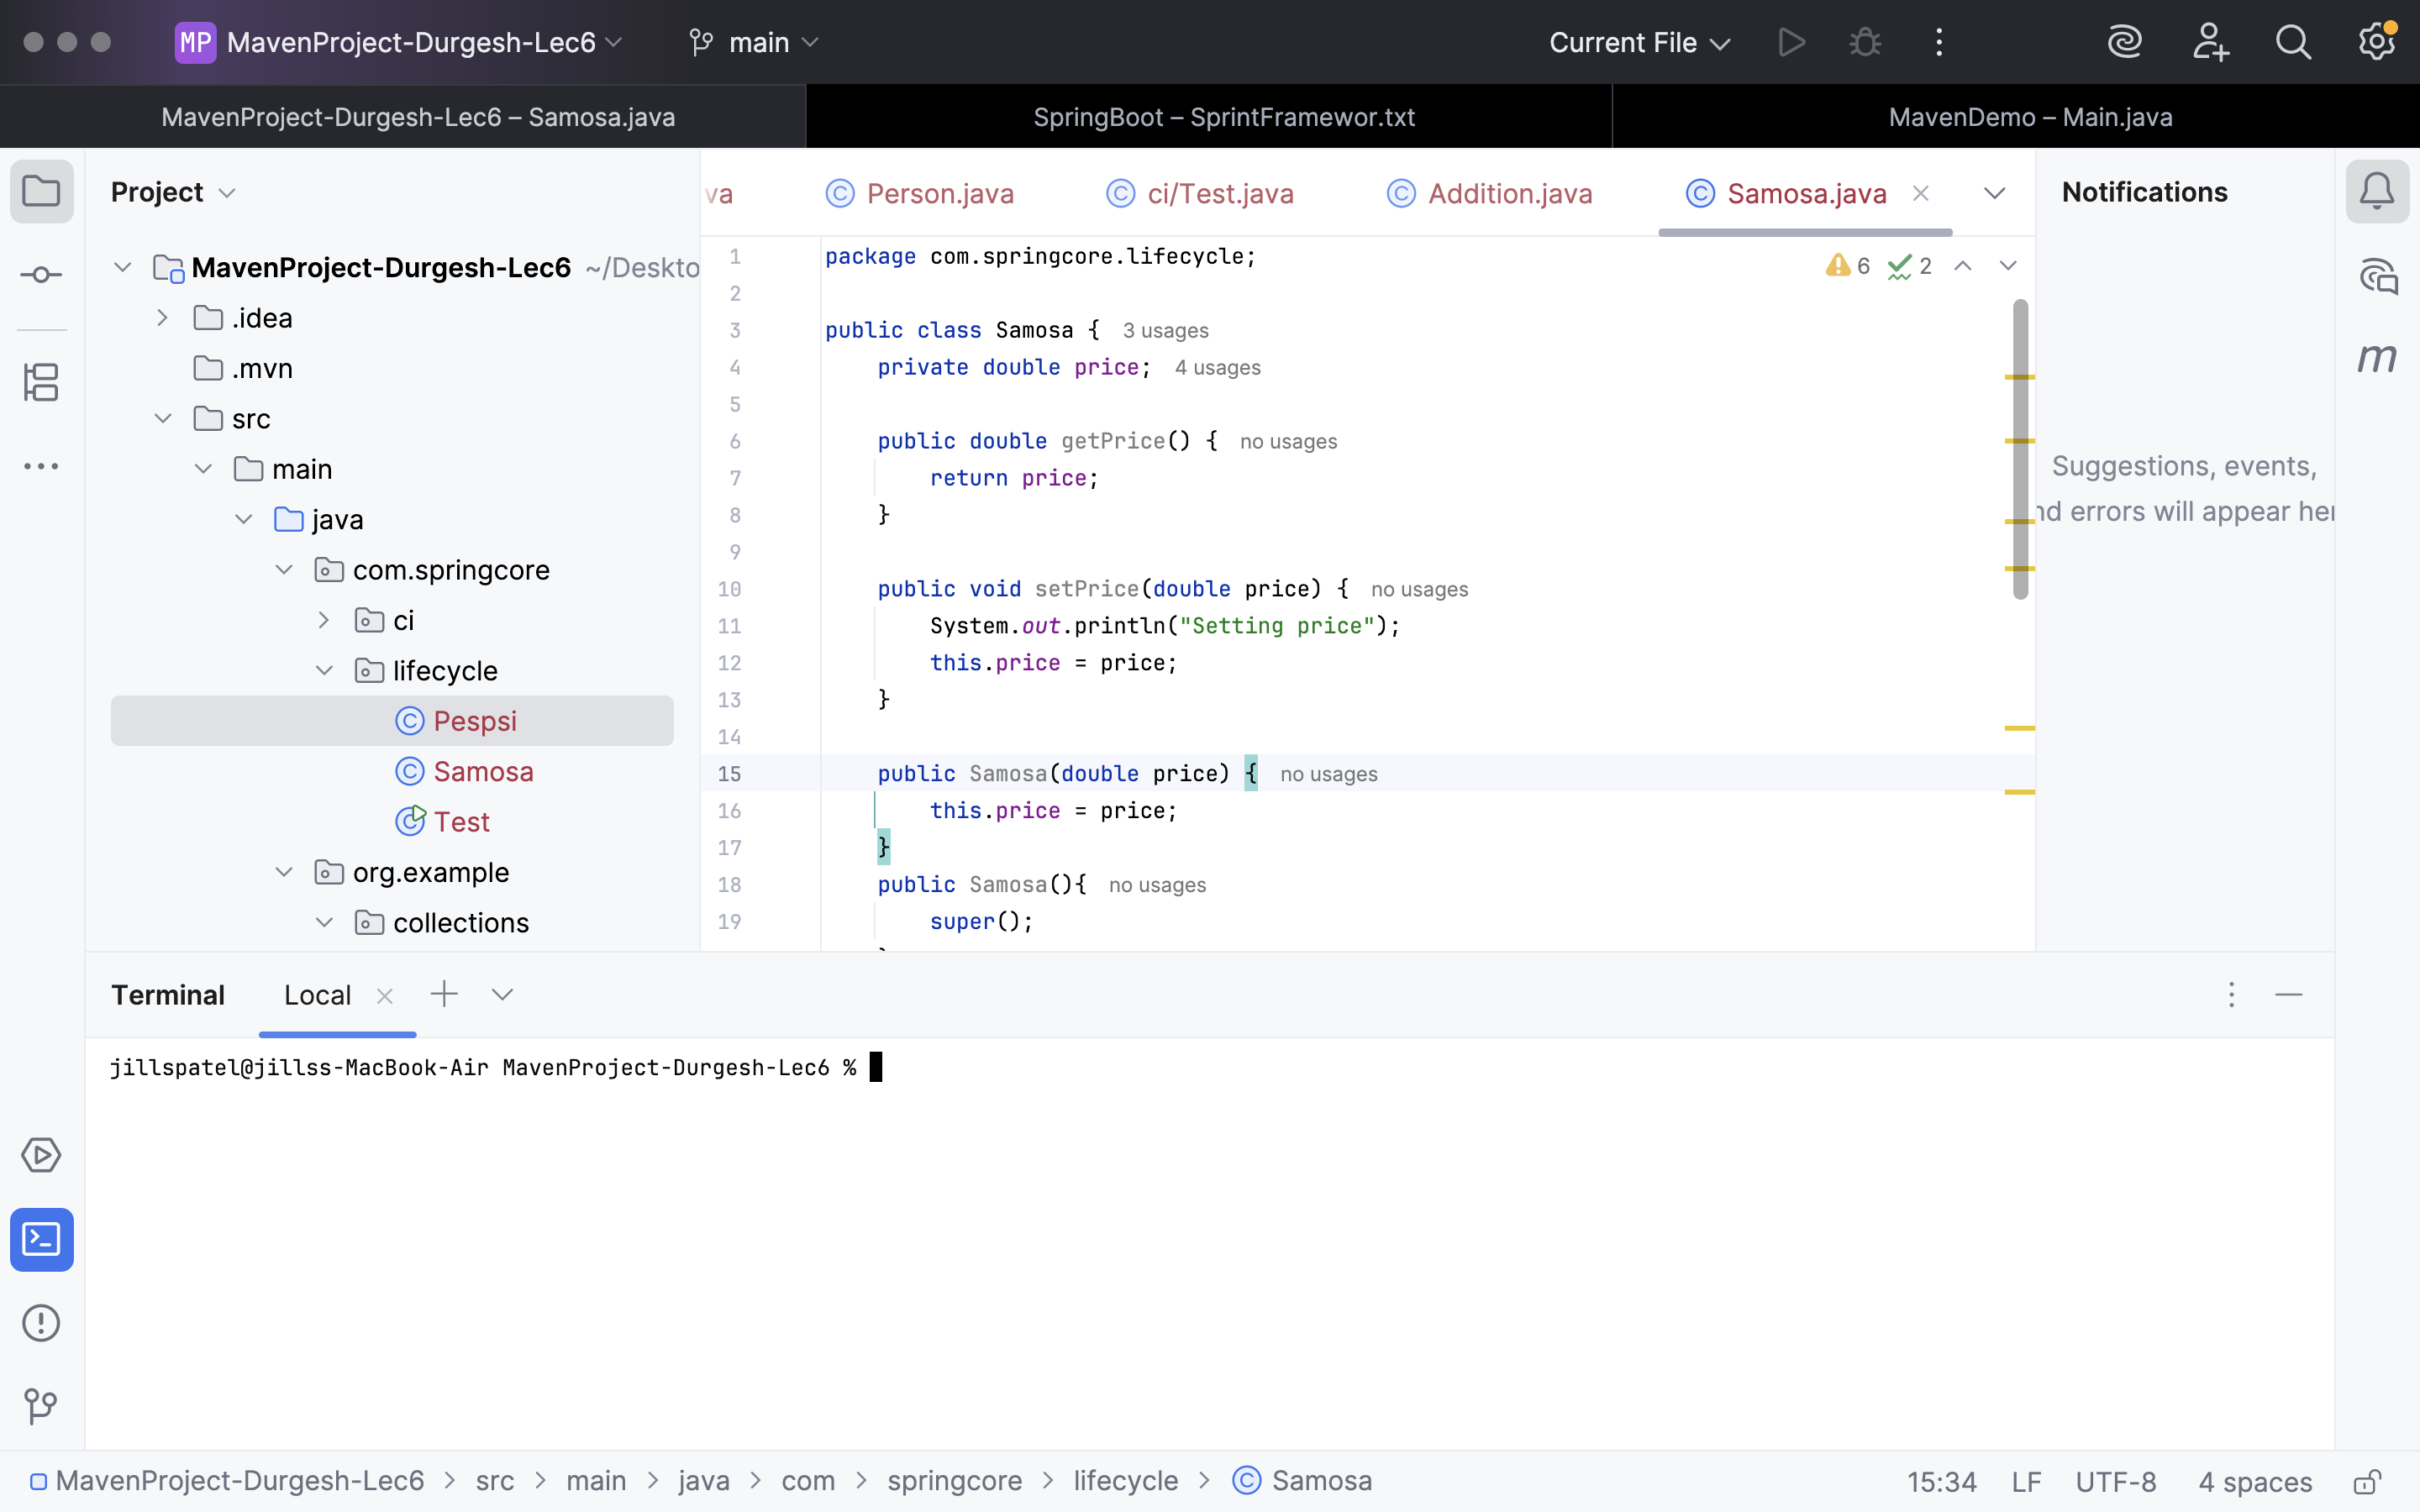 MP MavenProject-Durgesh-Lec6 main Current File
MavenProject-Durgesh-Lec6 – Samosa.java SpringBoot – SprintFramewor.txt MavenDemo – Main.java
Project
MavenProject-Durgesh-Lec6 ~/Deskto
.idea
.mvn
src
main
java
com.springcore
ci
lifecycle
Pespsi
Samosa
Test
org.example
collections
va Person.java ci/Test.java Addition.java Samosa.java
6 2
1 package com.springcore.lifecycle;
2
3 public class Samosa { 3 usages
4 private double price; 4 usages
5
6 public double getPrice() { no usages
7 return price;
8 }
9
10 public void setPrice(double price) { no usages
11 System.out.println("Setting price");
12 this.price = price;
13 }
14
15 public Samosa(double price) { no usages
16 this.price = price;
17 }
18 public Samosa(){ no usages
19 super();
Notifications
Suggestions, events,
nd errors will appear her
m
Terminal Local
jillspatel@jillss-MacBook-Air MavenProject-Durgesh-Lec6 %
MavenProject-Durgesh-Lec6 > src > main > java > com > springcore > lifecycle > Samosa 15:34 LF UTF-8 4 spaces